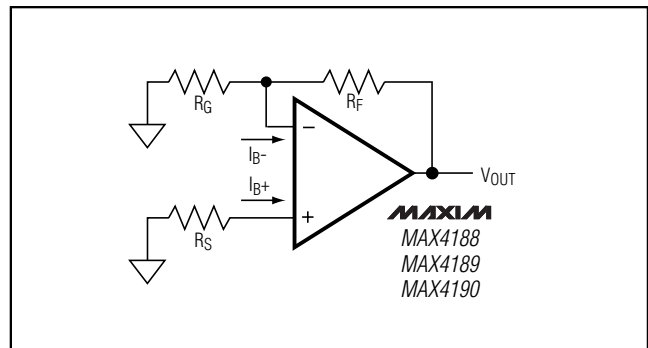 RG
RF
−
IB-
IB+
VOUT
+
RS
MAXIM
MAX4188
MAX4189
MAX4190